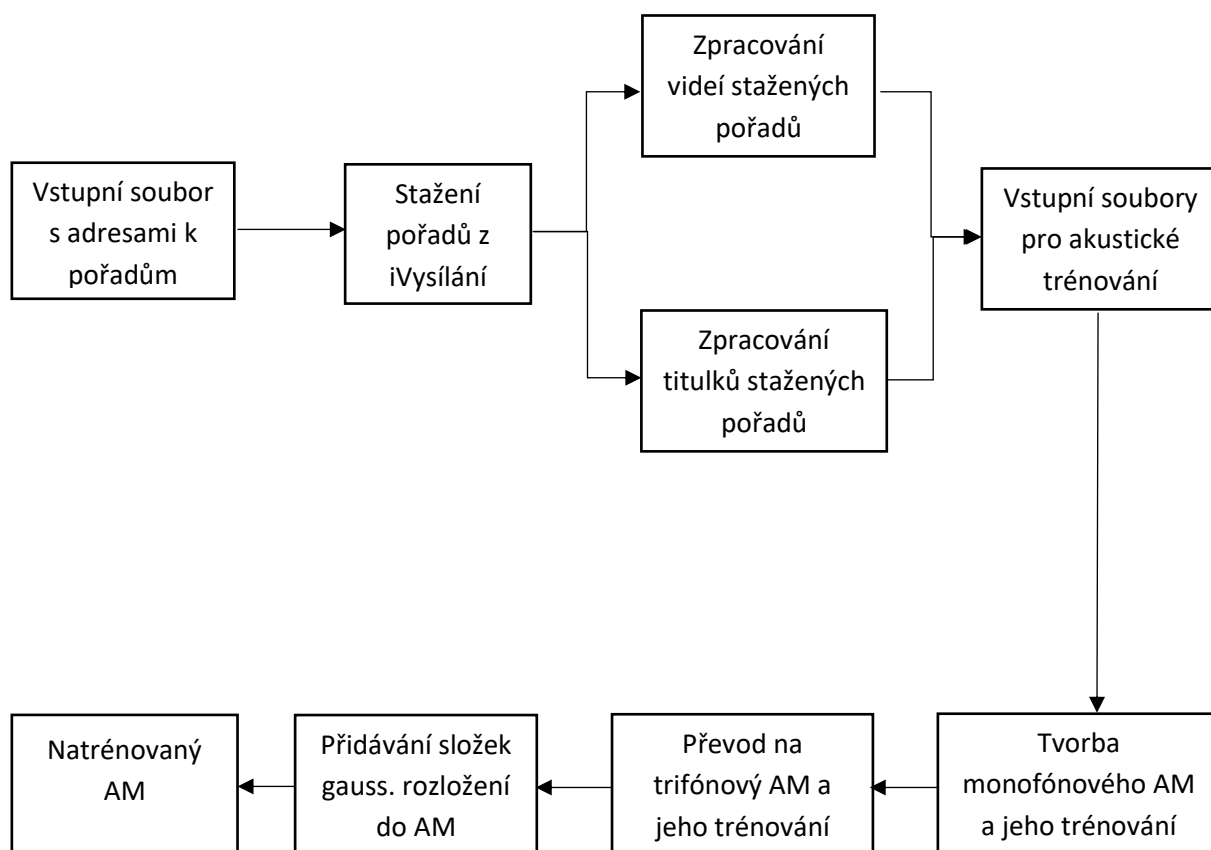 Vstupní soubor
s adresami k
pořadům
Stažení
pořadů z
iVysílání
Zpracování
videí stažených
pořadů
Zpracování
titulků stažených
pořadů
Vstupní soubory
pro akustické
trénování
Tvorba
monofónového AM
a jeho trénování
Převod na
trifónový AM a
jeho trénování
Přidávání složek
gauss. rozložení
do AM
Natrénovaný
AM